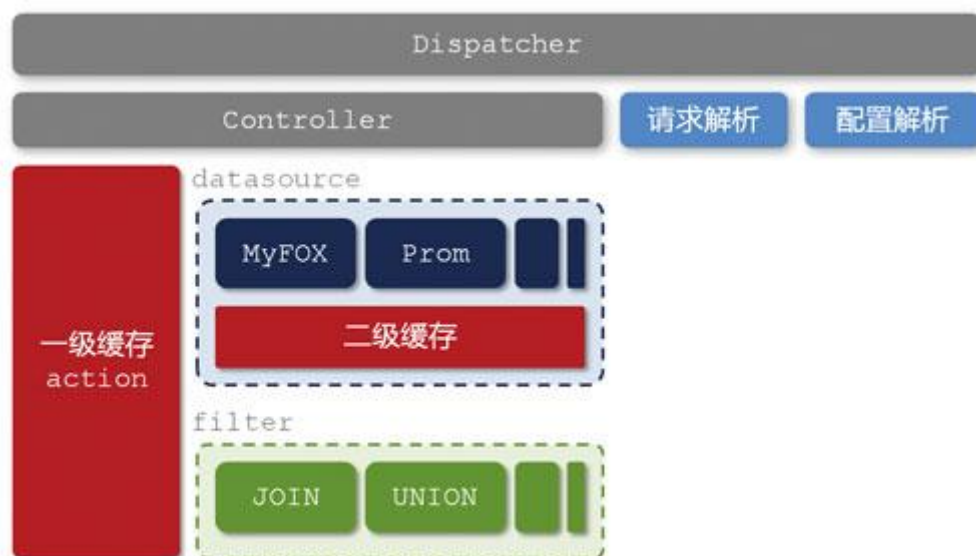 Dispatcher
Controller
请求解析
配置解析
datasource
MyFOX
Prom
二级缓存
一级缓存
action
filter
JOIN
UNION